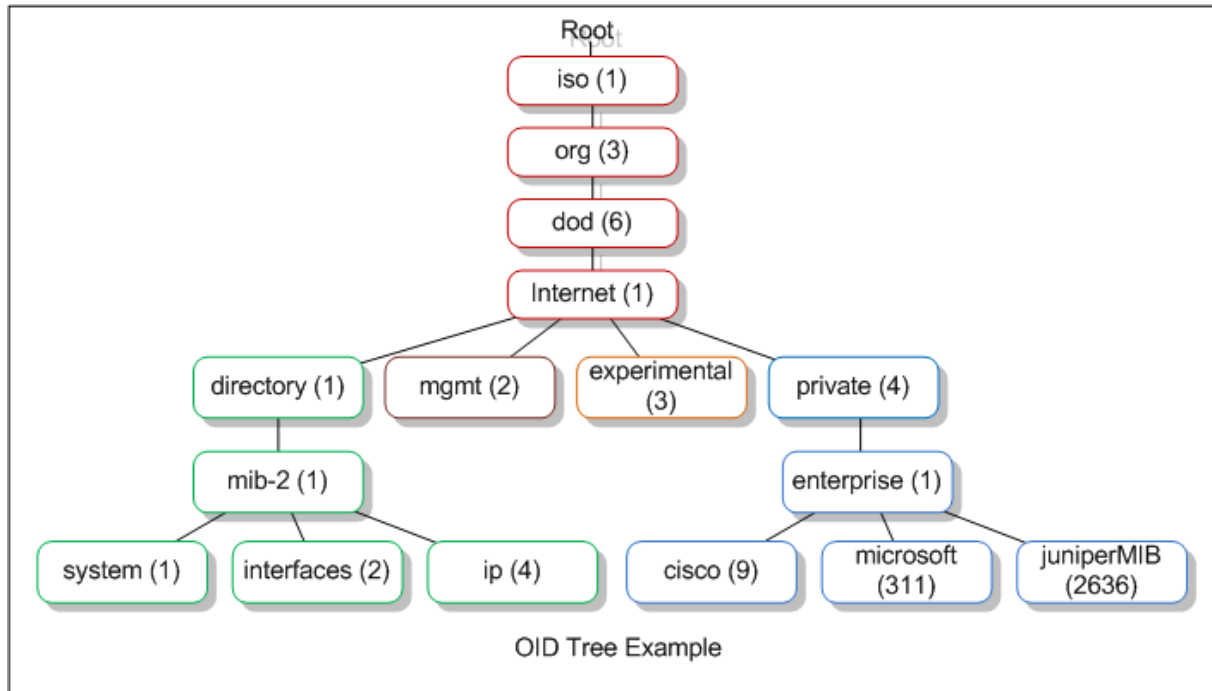 Root
iso (1)
org (3)
dod (6)
Internet (1)
directory (1)
mgmt (2)
experimental
(3)
private (4)
mib-2 (1)
enterprise (1)
system (1)
interfaces (2)
ip (4)
cisco (9)
microsoft
(311)
juniperMIB
(2636)
OID Tree Example